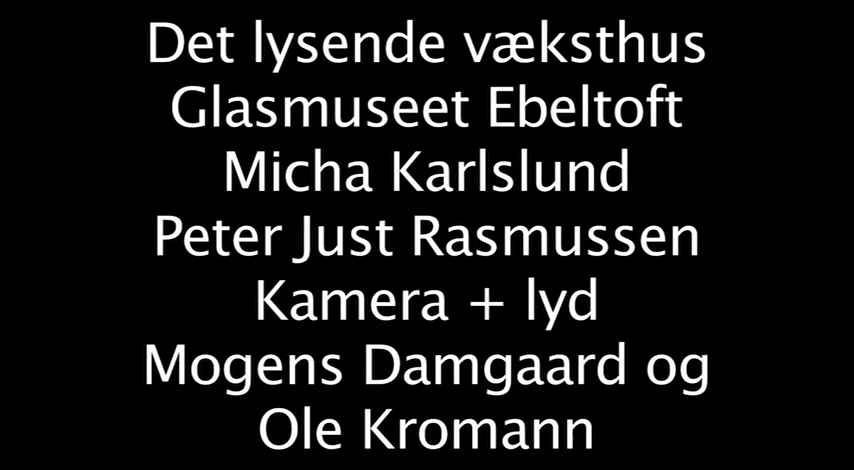 Det lysende væksthus
Glasmuseet Ebeltoft
Micha Karlslund
Peter Just Rasmussen
Kamera + lyd
Mogens Damgaard og
Ole Kromann